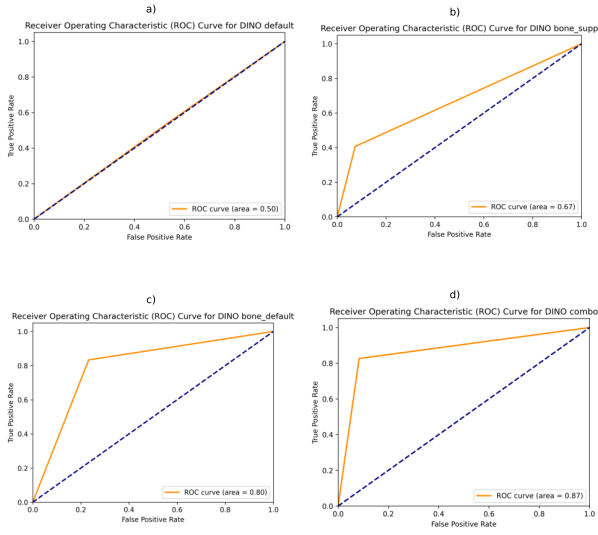 a)
Receiver Operating Characteristic (ROC) Curve for DINO default
1.0
0.8
0.6
0.4
0.2
0.0
True Positive Rate
0.0 0.2 0.4 0.6 0.8 1.0
False Positive Rate
ROC curve (area = 0.50)
b)
Receiver Operating Characteristic (ROC) Curve for DINO bone_supp
1.0
0.8
0.6
0.4
0.2
0.0
True Positive Rate
0.0 0.2 0.4 0.6 0.8 1.0
False Positive Rate
ROC curve (area = 0.67)
c)
Receiver Operating Characteristic (ROC) Curve for DINO bone_default
1.0
0.8
0.6
0.4
0.2
0.0
True Positive Rate
0.0 0.2 0.4 0.6 0.8 1.0
False Positive Rate
ROC curve (area = 0.80)
d)
Receiver Operating Characteristic (ROC) Curve for DINO combo
1.0
0.8
0.6
0.4
0.2
0.0
True Positive Rate
0.0 0.2 0.4 0.6 0.8 1.0
False Positive Rate
ROC curve (area = 0.87)